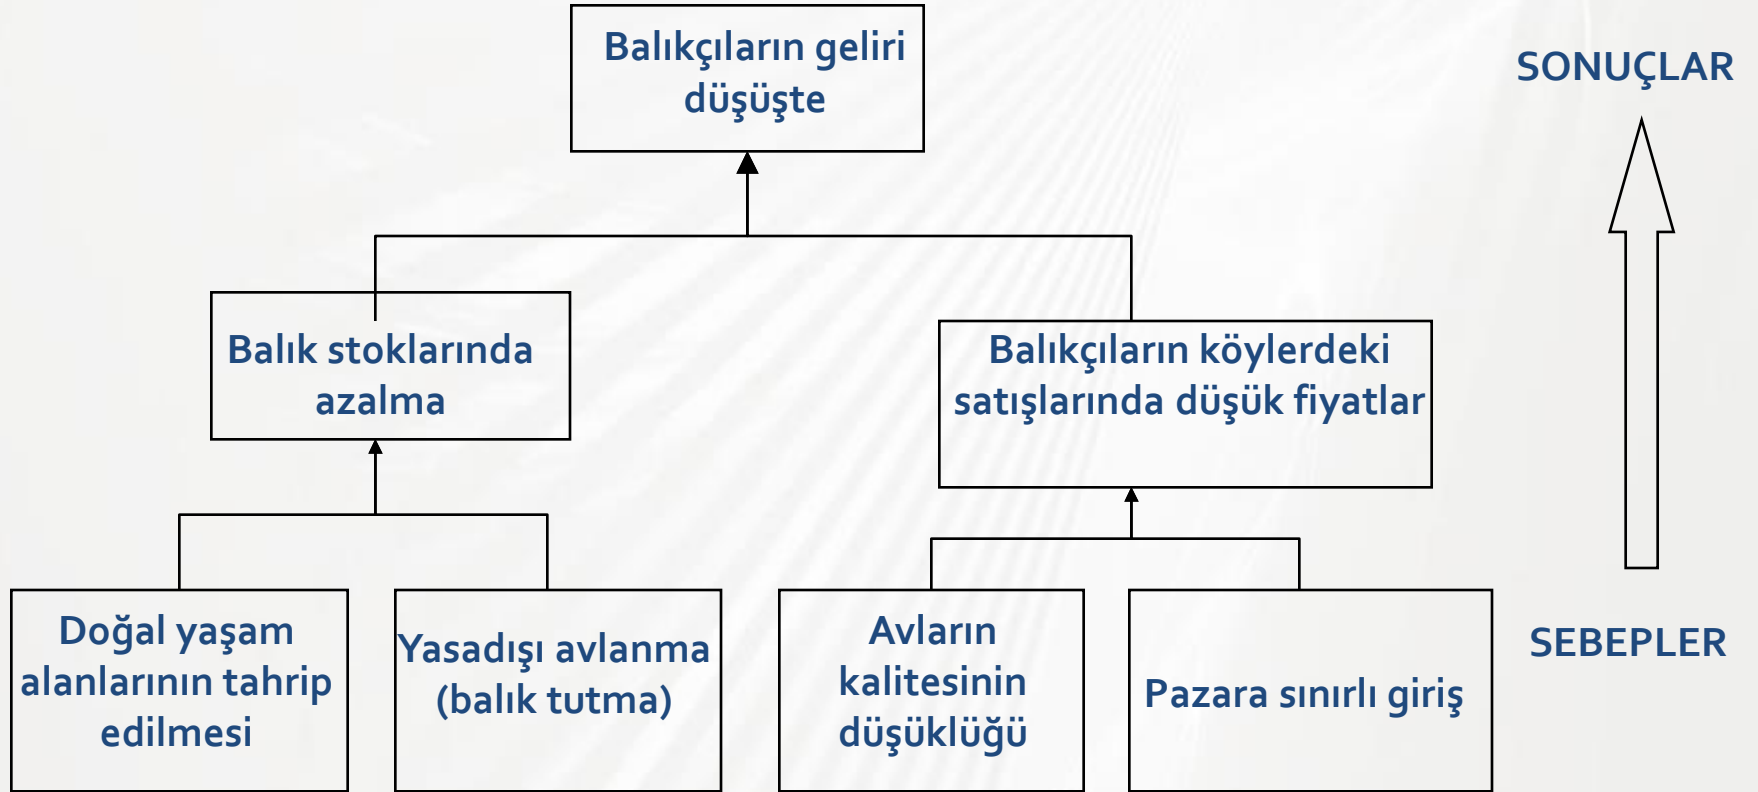 Balıkçıların geliri
düşüşte
SONUÇLAR
Balık stoklarında
azalma
Balıkçıların köylerdeki
satışlarında düşük fiyatlar
Doğal yaşam
alanlarının tahrip
edilmesi
Yasadışı avlanma
(balık tutma)
Avların
kalitesinin
düşüklüğü
Pazara sınırlı giriş
SEBEPLER